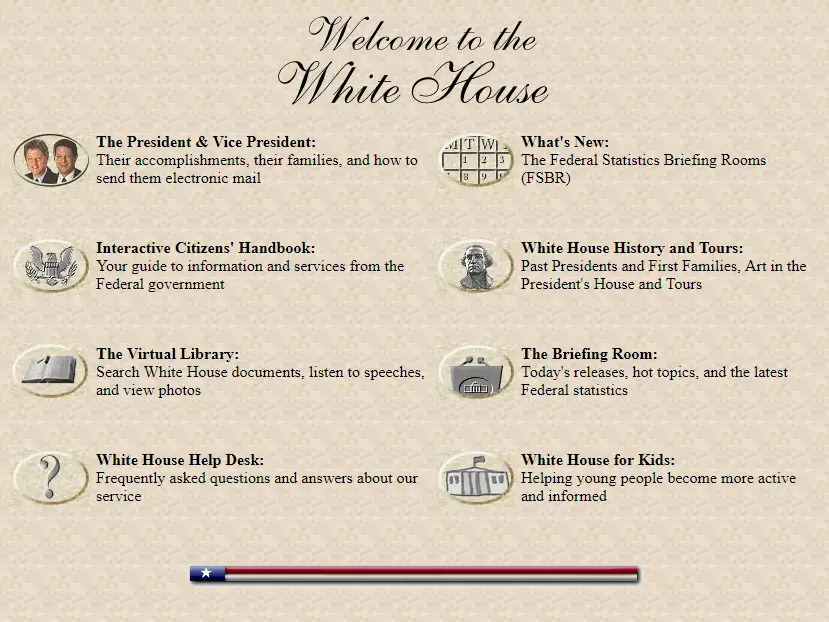 Welcome to the
White House
The President & Vice President:
Their accomplishments, their families, and how to
send them electronic mail
M T W
1 2 3
8 9
What's New:
The Federal Statistics Briefing Rooms
(FSBR)
Interactive Citizens' Handbook:
Your guide to information and services from the
Federal government
White House History and Tours:
Past Presidents and First Families, Art in the
President's House and Tours
The Virtual Library:
Search White House documents, listen to speeches,
and view photos
The Briefing Room:
Today's releases, hot topics, and the latest
Federal statistics
?
White House Help Desk:
Frequently asked questions and answers about our
service
White House for Kids:
Helping young people become more active
and informed